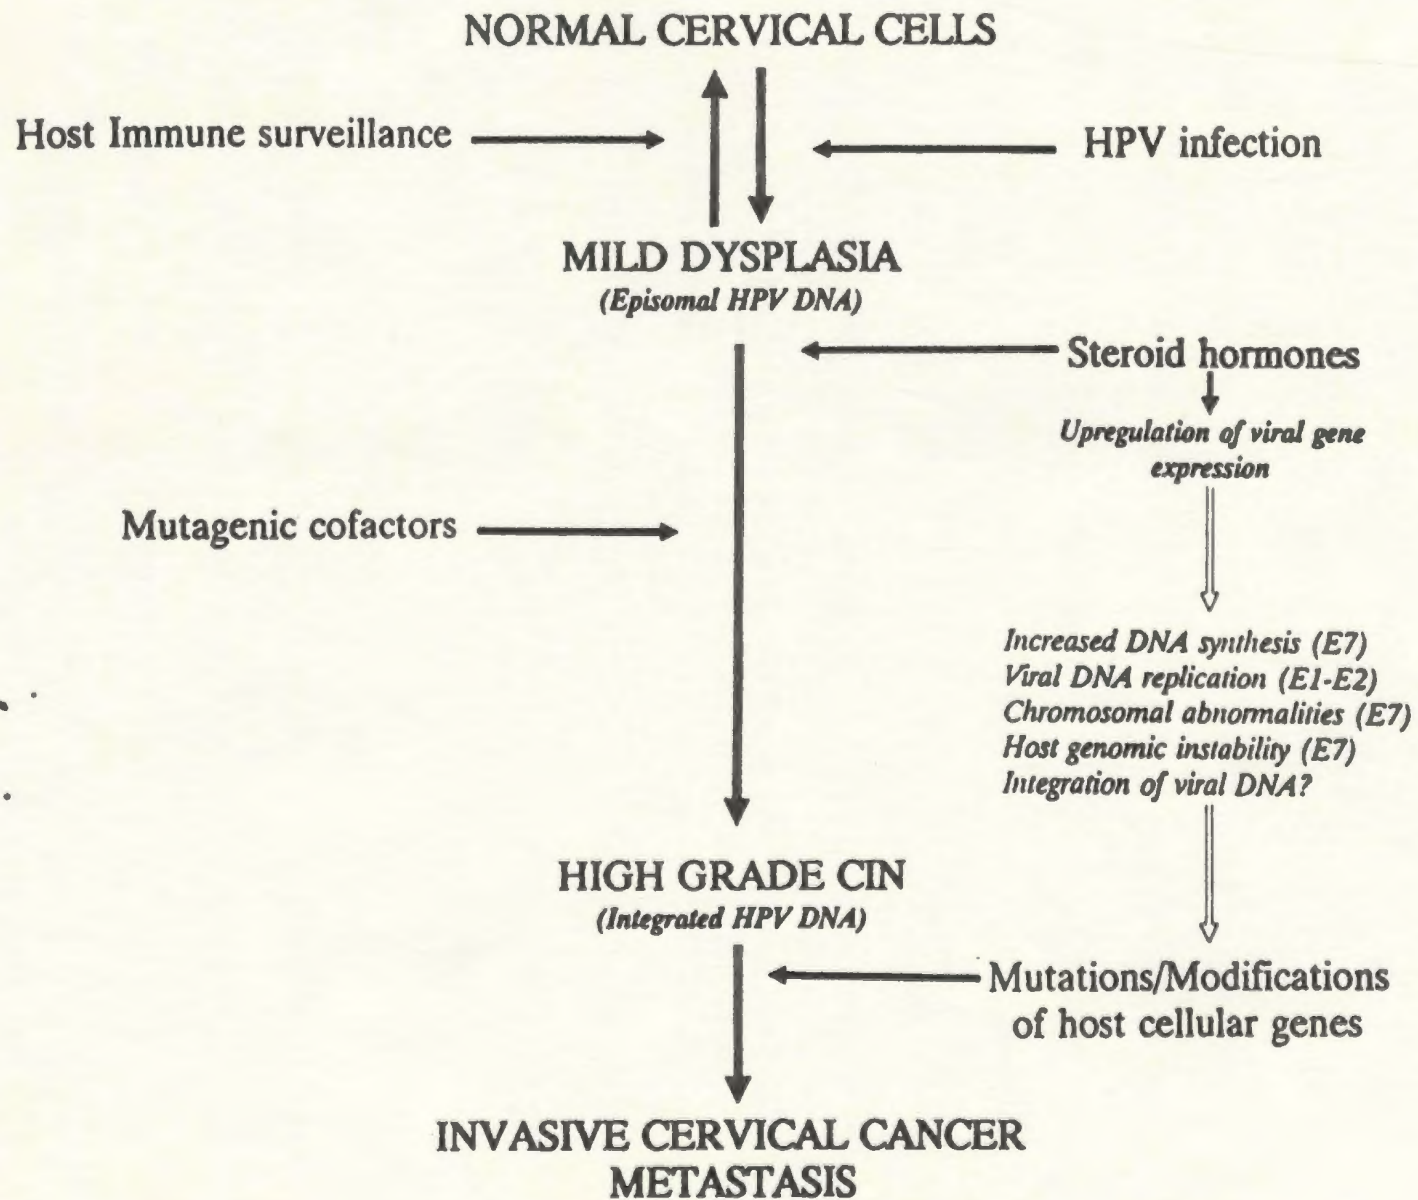 NORMAL CERVICAL CELLS
Host Immune surveillance
HPV infection
MILD DYSPLASIA
(Episomal HPV DNA)
Steroid hormones
Upregulation of viral gene
expression
Mutagenic cofactors
Increased DNA synthesis (E7)
Viral DNA replication (E1-E2)
Chromosomal abnormalities (E7)
Host genomic instability (E7)
Integration of viral DNA?
HIGH GRADE CIN
(Integrated HPV DNA)
Mutations/Modifications
of host cellular genes
INVASIVE CERVICAL CANCER
METASTASIS